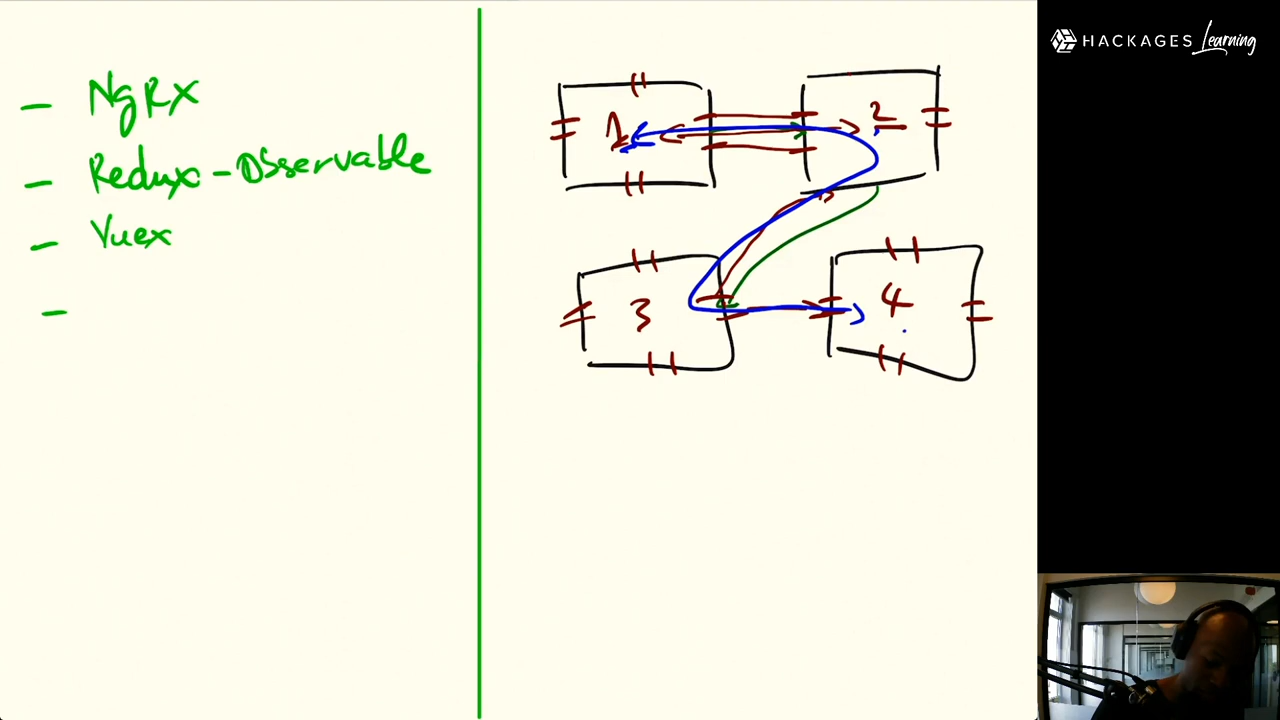 - NgRx
- Redux-Observable
- Vuex
-
1
2
3
4
HACKAGES Learning